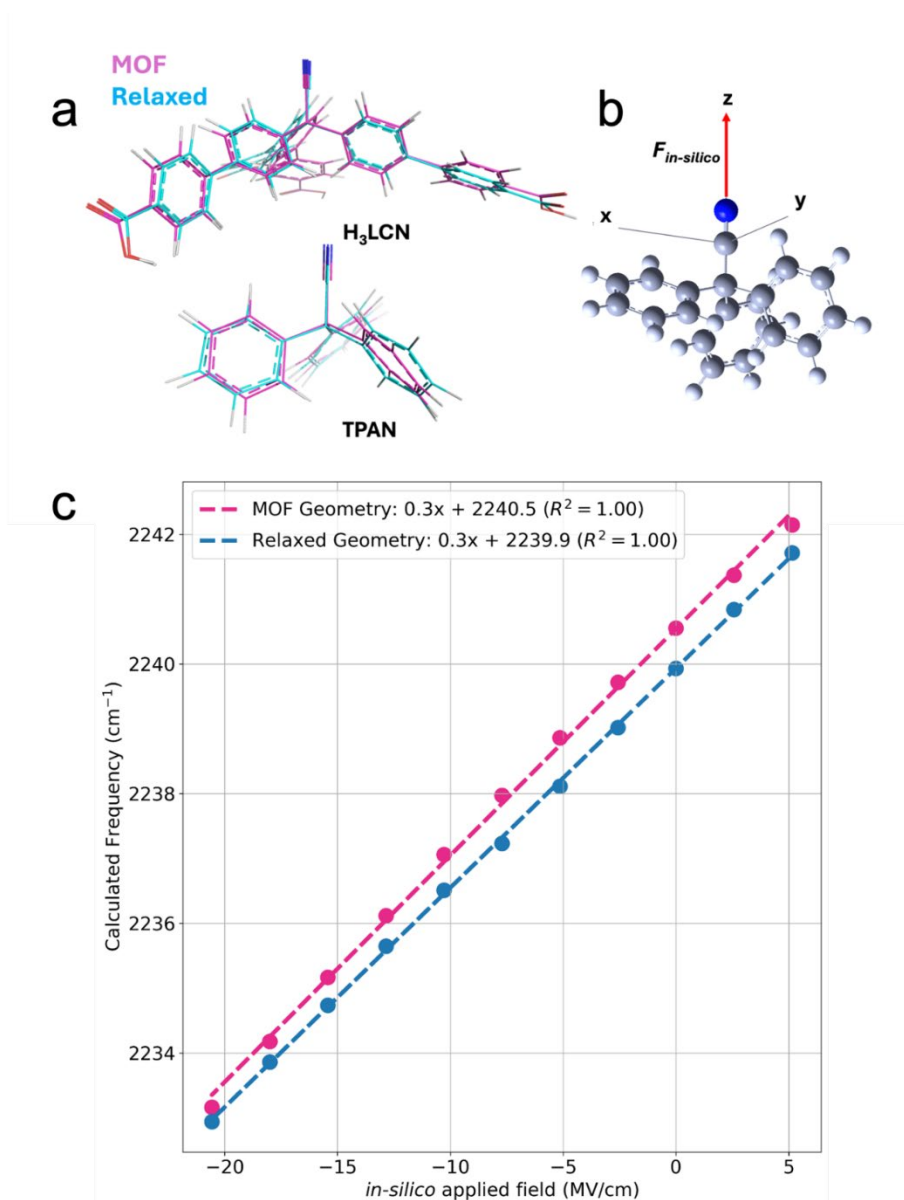 MOF
Relaxed
a
H₃LCN
TPAN
b
z
F in-silico
x
y
c
MOF Geometry: 0.3x + 2240.5 (R² = 1.00)
Relaxed Geometry: 0.3x + 2239.9 (R² = 1.00)
2242
2240
2238
2236
2234
Calculated Frequency (cm⁻¹)
−20
−15
−10
−5
0
5
in-silico applied field (MV/cm)